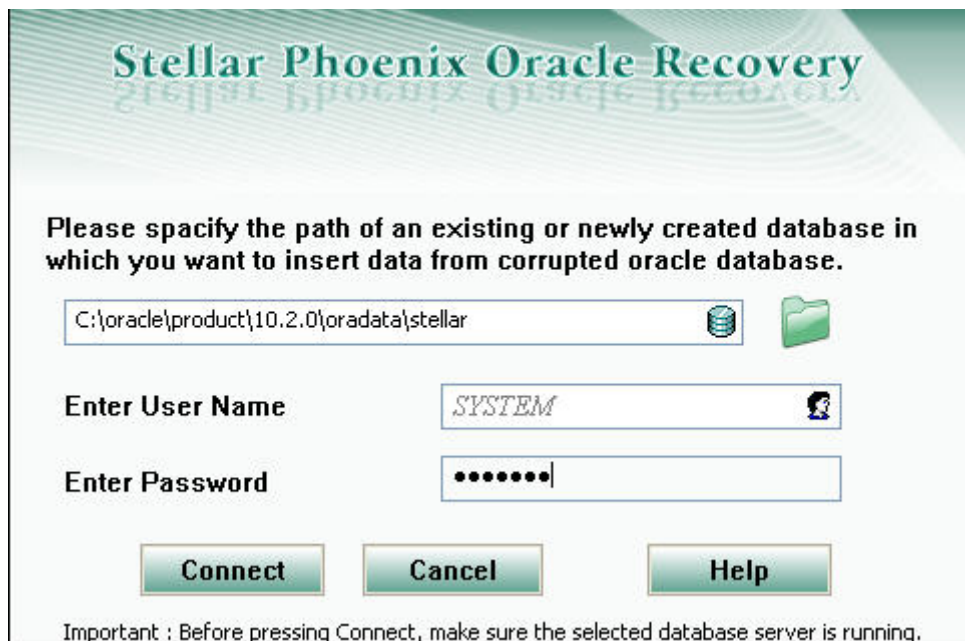 Stellar Phoenix Oracle Recovery
Please specify the path of an existing or newly created database in
which you want to insert data from corrupted oracle database.
C:\oracle\product\10.2.0\oradata\stellar
Enter User Name
SYSTEM
Enter Password
•••••••
Connect
Cancel
Help
Important : Before pressing Connect, make sure the selected database server is running.